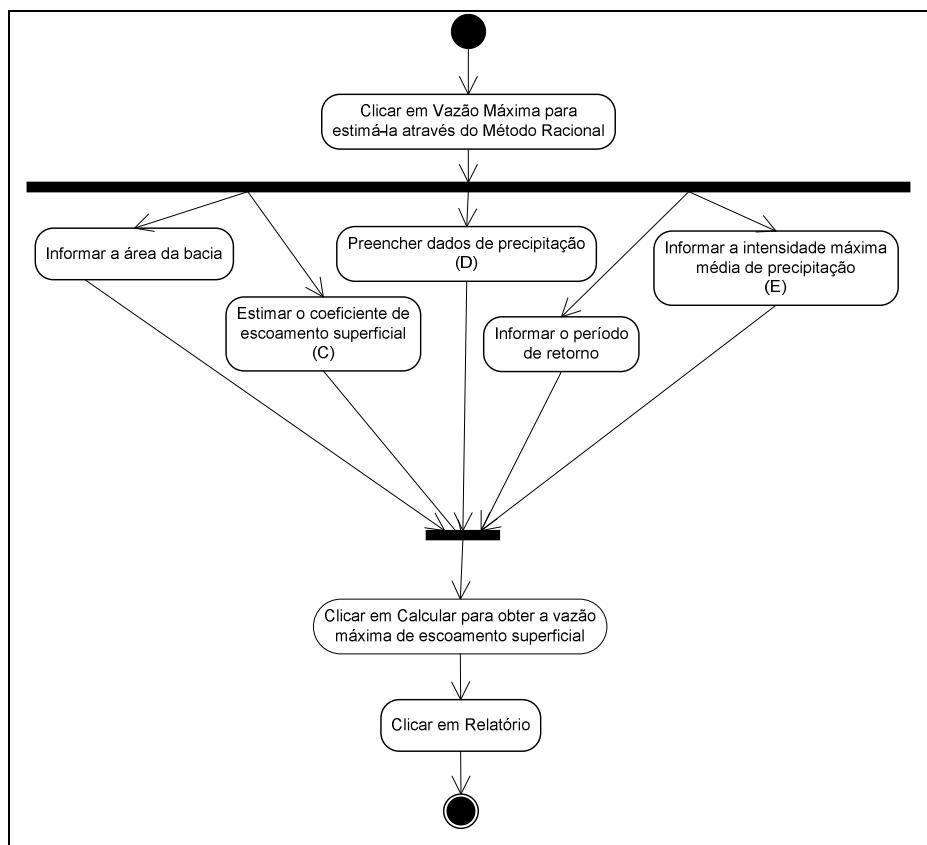 Clicar em Vazão Máxima para
estimá-la através do Método Racional
Informar a área da bacia
Preencher dados de precipitação
(D)
Informar a intensidade máxima
média de precipitação
(E)
Estimar o coeficiente de
escoamento superficial
(C)
Informar o período
de retorno
Clicar em Calcular para obter a vazão
máxima de escoamento superficial
Clicar em Relatório